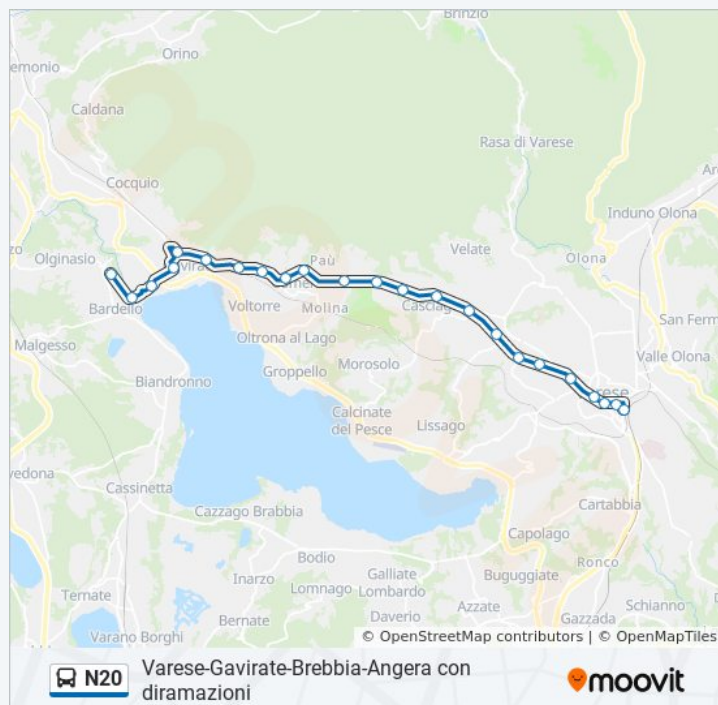 Brinzio
Orino
emonio
Caldana
Rasa di Varese
Cocquio
Induno Olona
Olginasio
Velate
Olona
Paù
Bardello
Voltorre
Molina
Casciag
San Ferm
Malgesso
Oltrona al Lago
Valle Olona
Biandronno
Groppello
Morosolo
rese
Calcinate
del Pesce
Lissago
vedona
Cassinetta
Cazzago Brabbia
Cartabbia
Capolago
Bodio
Ronco
Inarzo
Galliate
Lombardo
Buguggiate
Ternate
Lomnago
Schianno
Bernate
Daverio
Azzate
Gazzada
Varano Borghi
© OpenStreetMap contributors | © OpenMapTiles
N20
Varese-Gavirate-Brebbia-Angera con
diramazioni
moovit